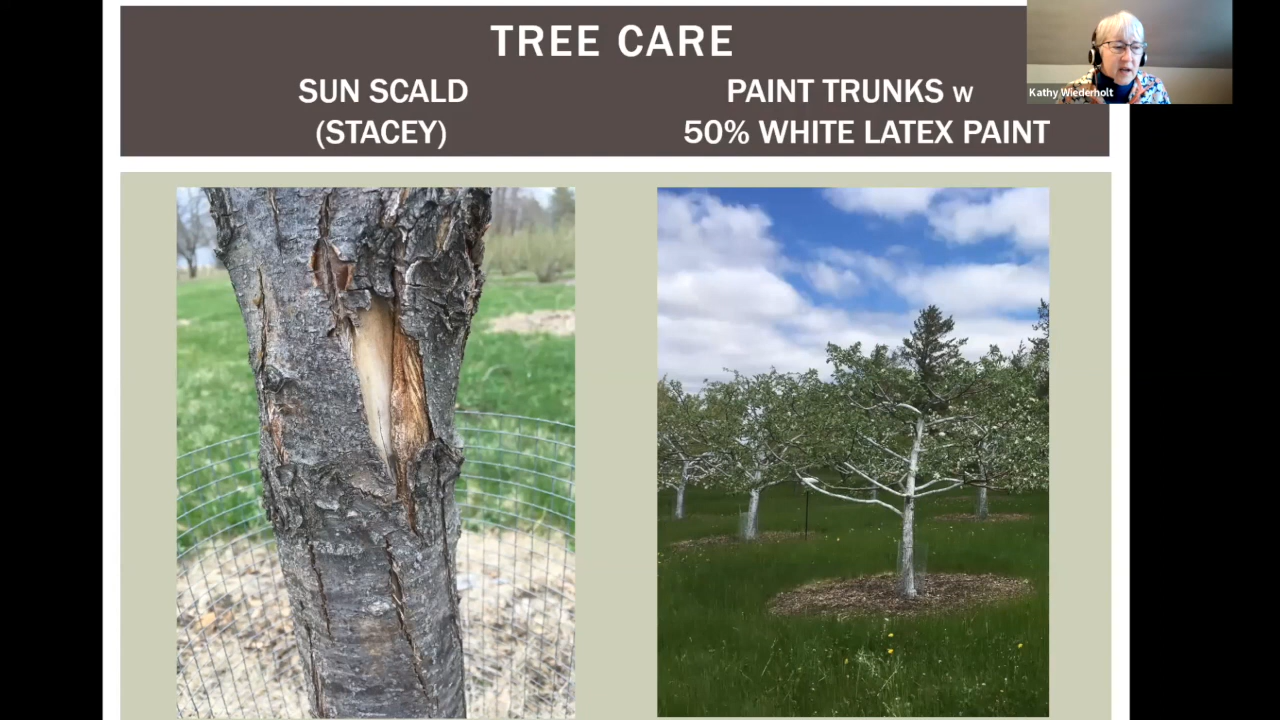 TREE CARE
SUN SCALD
(STACEY)
PAINT TRUNKS w
50% WHITE LATEX PAINT
Kathy Wiederholt